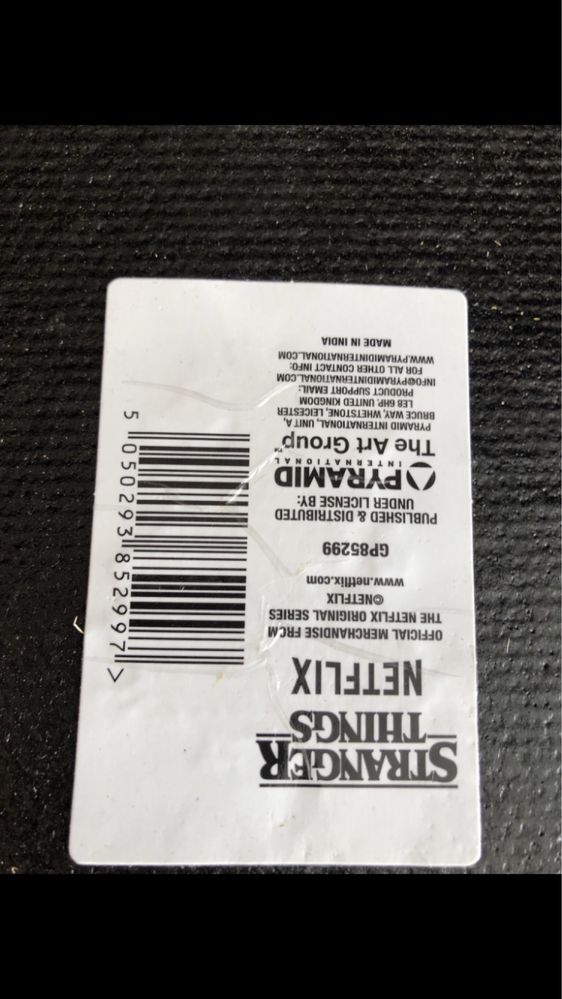 STRANGER
THINGS
NETFLIX
OFFICIAL MERCHANDISE FROM
THE NETFLIX ORIGINAL SERIES
©NETFLIX
www.netflix.com
GP85299
PUBLISHED & DISTRIBUTED
UNDER LICENSE BY:
PYRAMID
INTERNATIONAL
The Art Group™
PYRAMID INTERNATIONAL, UNIT A,
BRUCE WAY, WHETSTONE, LEICESTER
LE8 6HP UNITED KINGDOM
PRODUCT SUPPORT EMAIL:
INFO@PYRAMIDINTERNATIONAL.COM
FOR ALL OTHER CONTACT INFO:
WWW.PYRAMIDINTERNATIONAL.COM
MADE IN INDIA
5 050293 852997 >